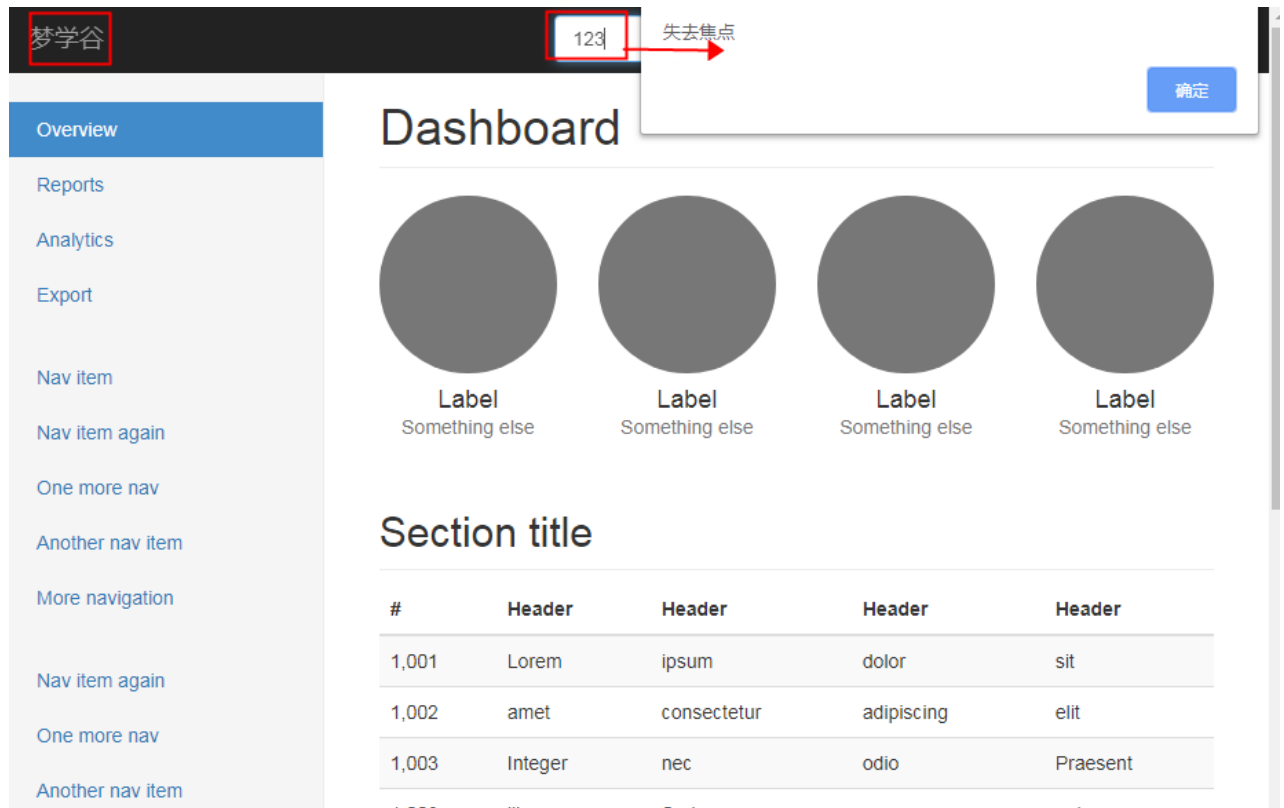 梦学谷
123
失去焦点
确定
Overview
Reports
Analytics
Export
Nav item
Nav item again
One more nav
Another nav item
More navigation
Nav item again
One more nav
Another nav item
Dashboard
Label Label Label Label
Something else Something else Something else Something else
Section title
# Header Header Header Header
1,001 Lorem ipsum dolor sit
1,002 amet consectetur adipiscing elit
1,003 Integer nec odio Praesent